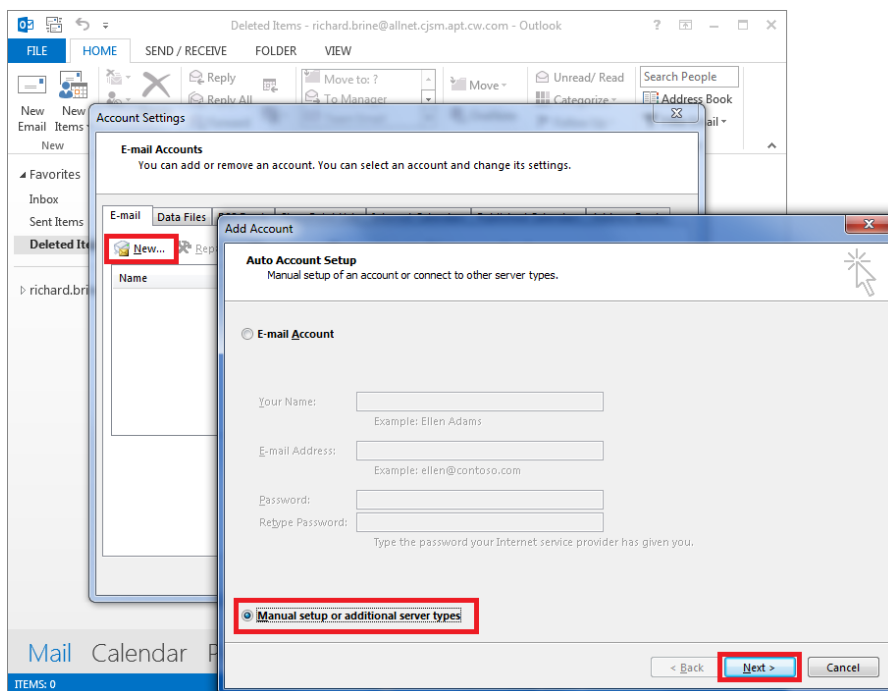 Deleted Items - richard.brine@allnet.cjsm.apt.cw.com - Outlook
FILE HOME SEND / RECEIVE FOLDER VIEW
Reply
Reply All
Move to: ?
To Manager
Move
Unread/ Read
Categorize
Search People
Address Book
New Email
New Items
New
Favorites
Inbox
Sent Items
Deleted Ite
richard.bri
Account Settings
E-mail Accounts
You can add or remove an account. You can select an account and change its settings.
E-mail Data Files
New...
Rep
Name
Add Account
Auto Account Setup
Manual setup of an account or connect to other server types.
E-mail Account
Your Name:
Example: Ellen Adams
E-mail Address:
Example: ellen@contoso.com
Password:
Retype Password:
Type the password your Internet service provider has given you.
Manual setup or additional server types
< Back Next > Cancel
Mail Calendar P
ITEMS: 0